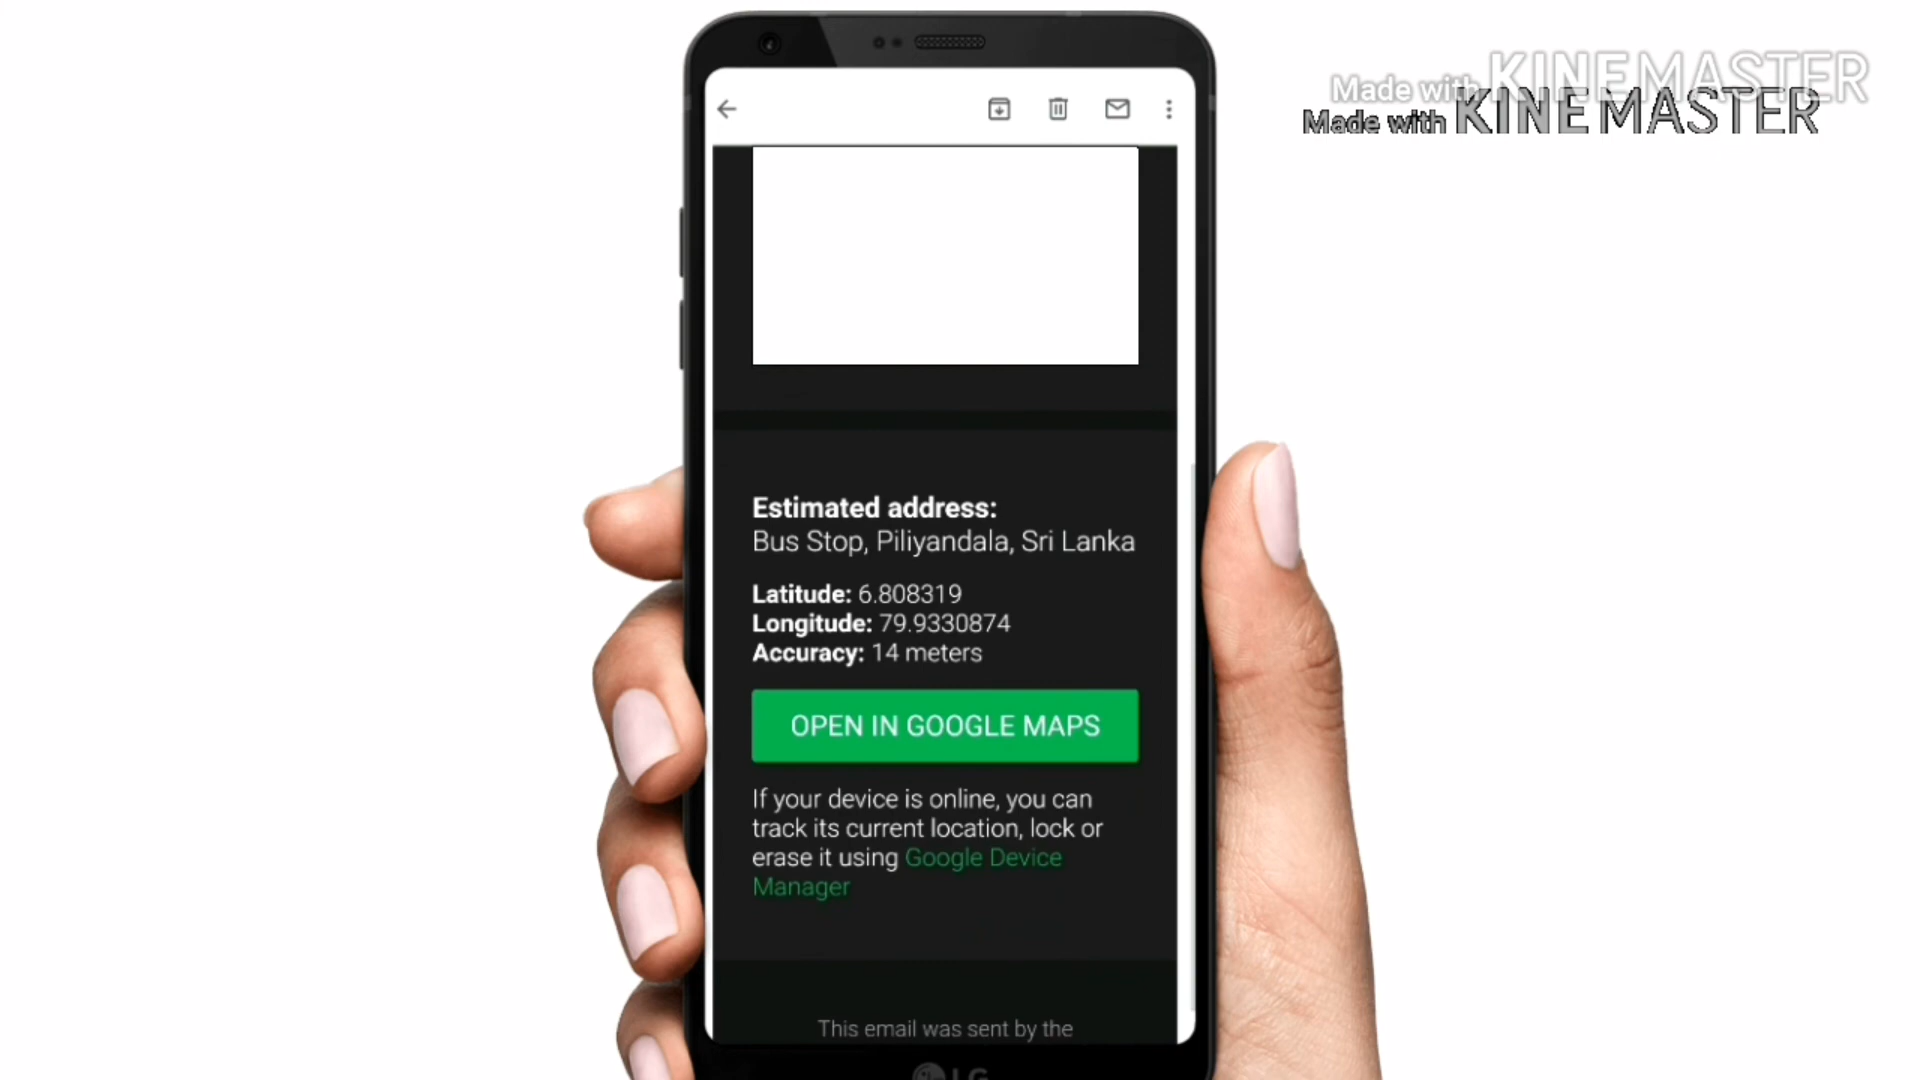 Made with KINEMASTER
Made with KINEMASTER
Estimated address:
Bus Stop, Piliyandala, Sri Lanka
Latitude: 6.808319
Longitude: 79.9330874
Accuracy: 14 meters
OPEN IN GOOGLE MAPS
If your device is online, you can
track its current location, lock or
erase it using Google Device
Manager
This email was sent by the
LG